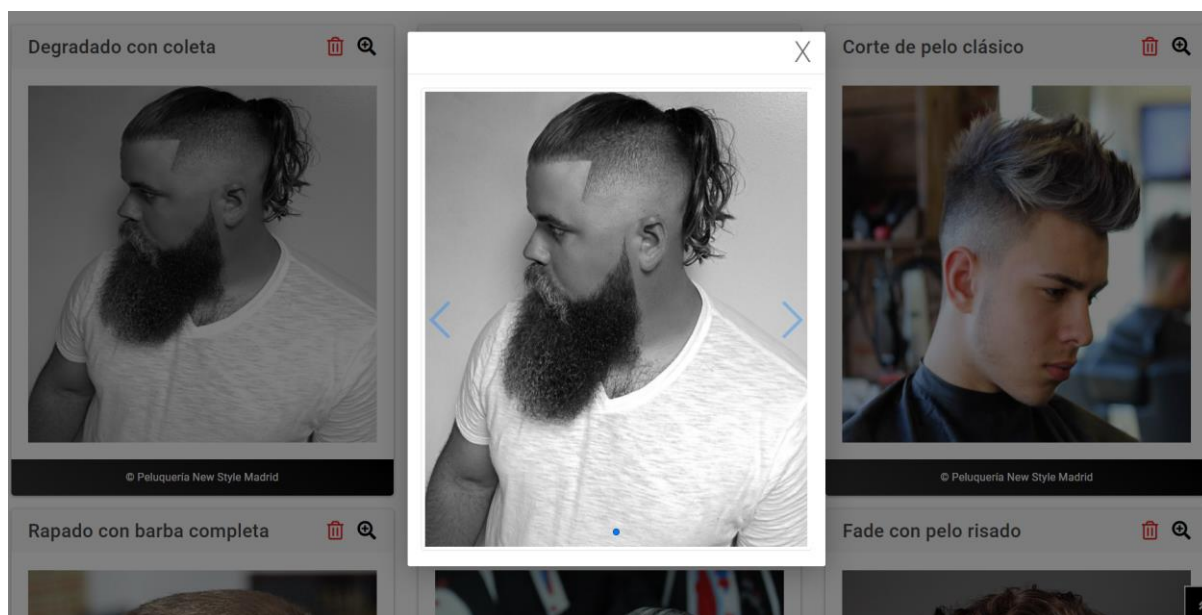 Degradado con coleta
X
Corte de pelo clásico
© Peluquería New Style Madrid
© Peluquería New Style Madrid
Rapado con barba completa
Fade con pelo risado